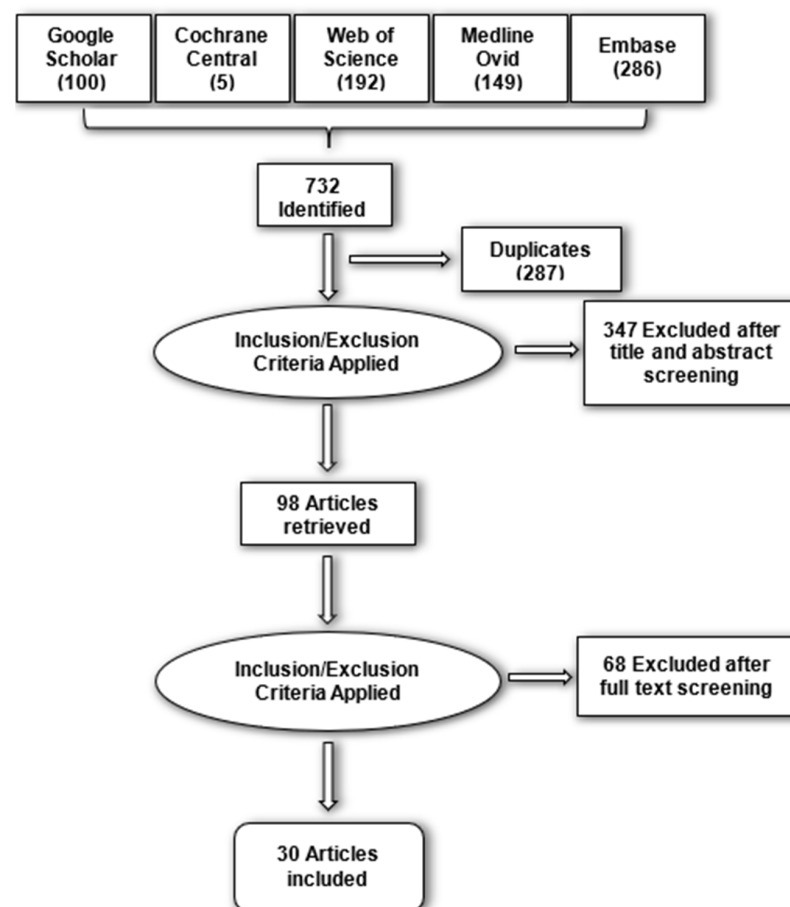 Google
Scholar
(100)
Cochrane
Central
(5)
Web of
Science
(192)
Medline
Ovid
(149)
Embase
(286)
732
Identified
Duplicates
(287)
Inclusion/Exclusion
Criteria Applied
347 Excluded after
title and abstract
screening
98 Articles
retrieved
Inclusion/Exclusion
Criteria Applied
68 Excluded after
full text screening
30 Articles
included